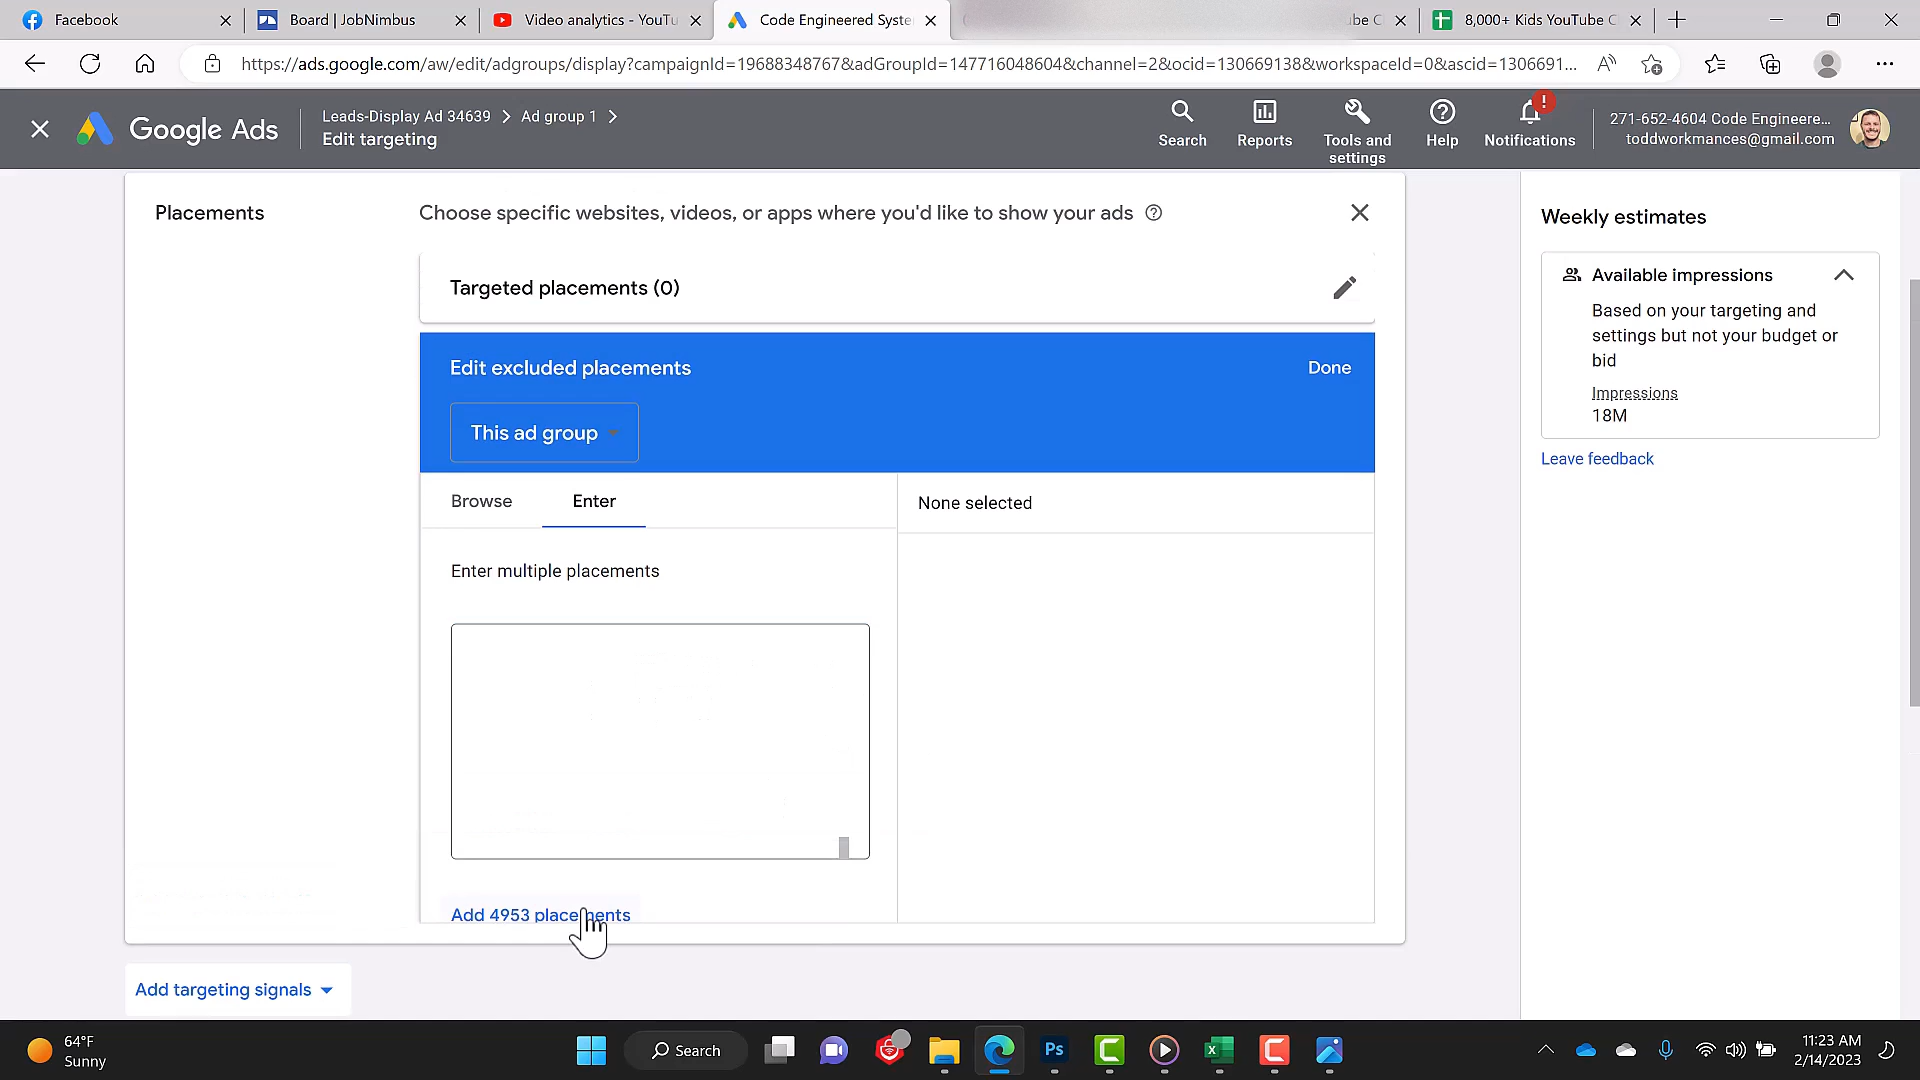 Facebook
Board | JobNimbus
Video analytics - YouTu
Code Engineered Syste
be C
8,000+ Kids YouTube C
https://ads.google.com/aw/edit/adgroups/display?campaignId=19688348767&adGroupId=147716048604&channel=2&ocid=130669138&workspaceId=0&ascid=1306691...
Google Ads
Leads-Display Ad 34639 > Ad group 1 >
Edit targeting
Search
Reports
Tools and settings
Help
Notifications
271-652-4604 Code Engineere...
toddworkmances@gmail.com
Placements
Choose specific websites, videos, or apps where you'd like to show your ads
Targeted placements (0)
Edit excluded placements
Done
This ad group
Browse
Enter
None selected
Enter multiple placements
Add 4953 placements
Add targeting signals
Weekly estimates
Available impressions
Based on your targeting and
settings but not your budget or
bid
Impressions
18M
Leave feedback
64°F
Sunny
Search
Ps
11:23 AM
2/14/2023